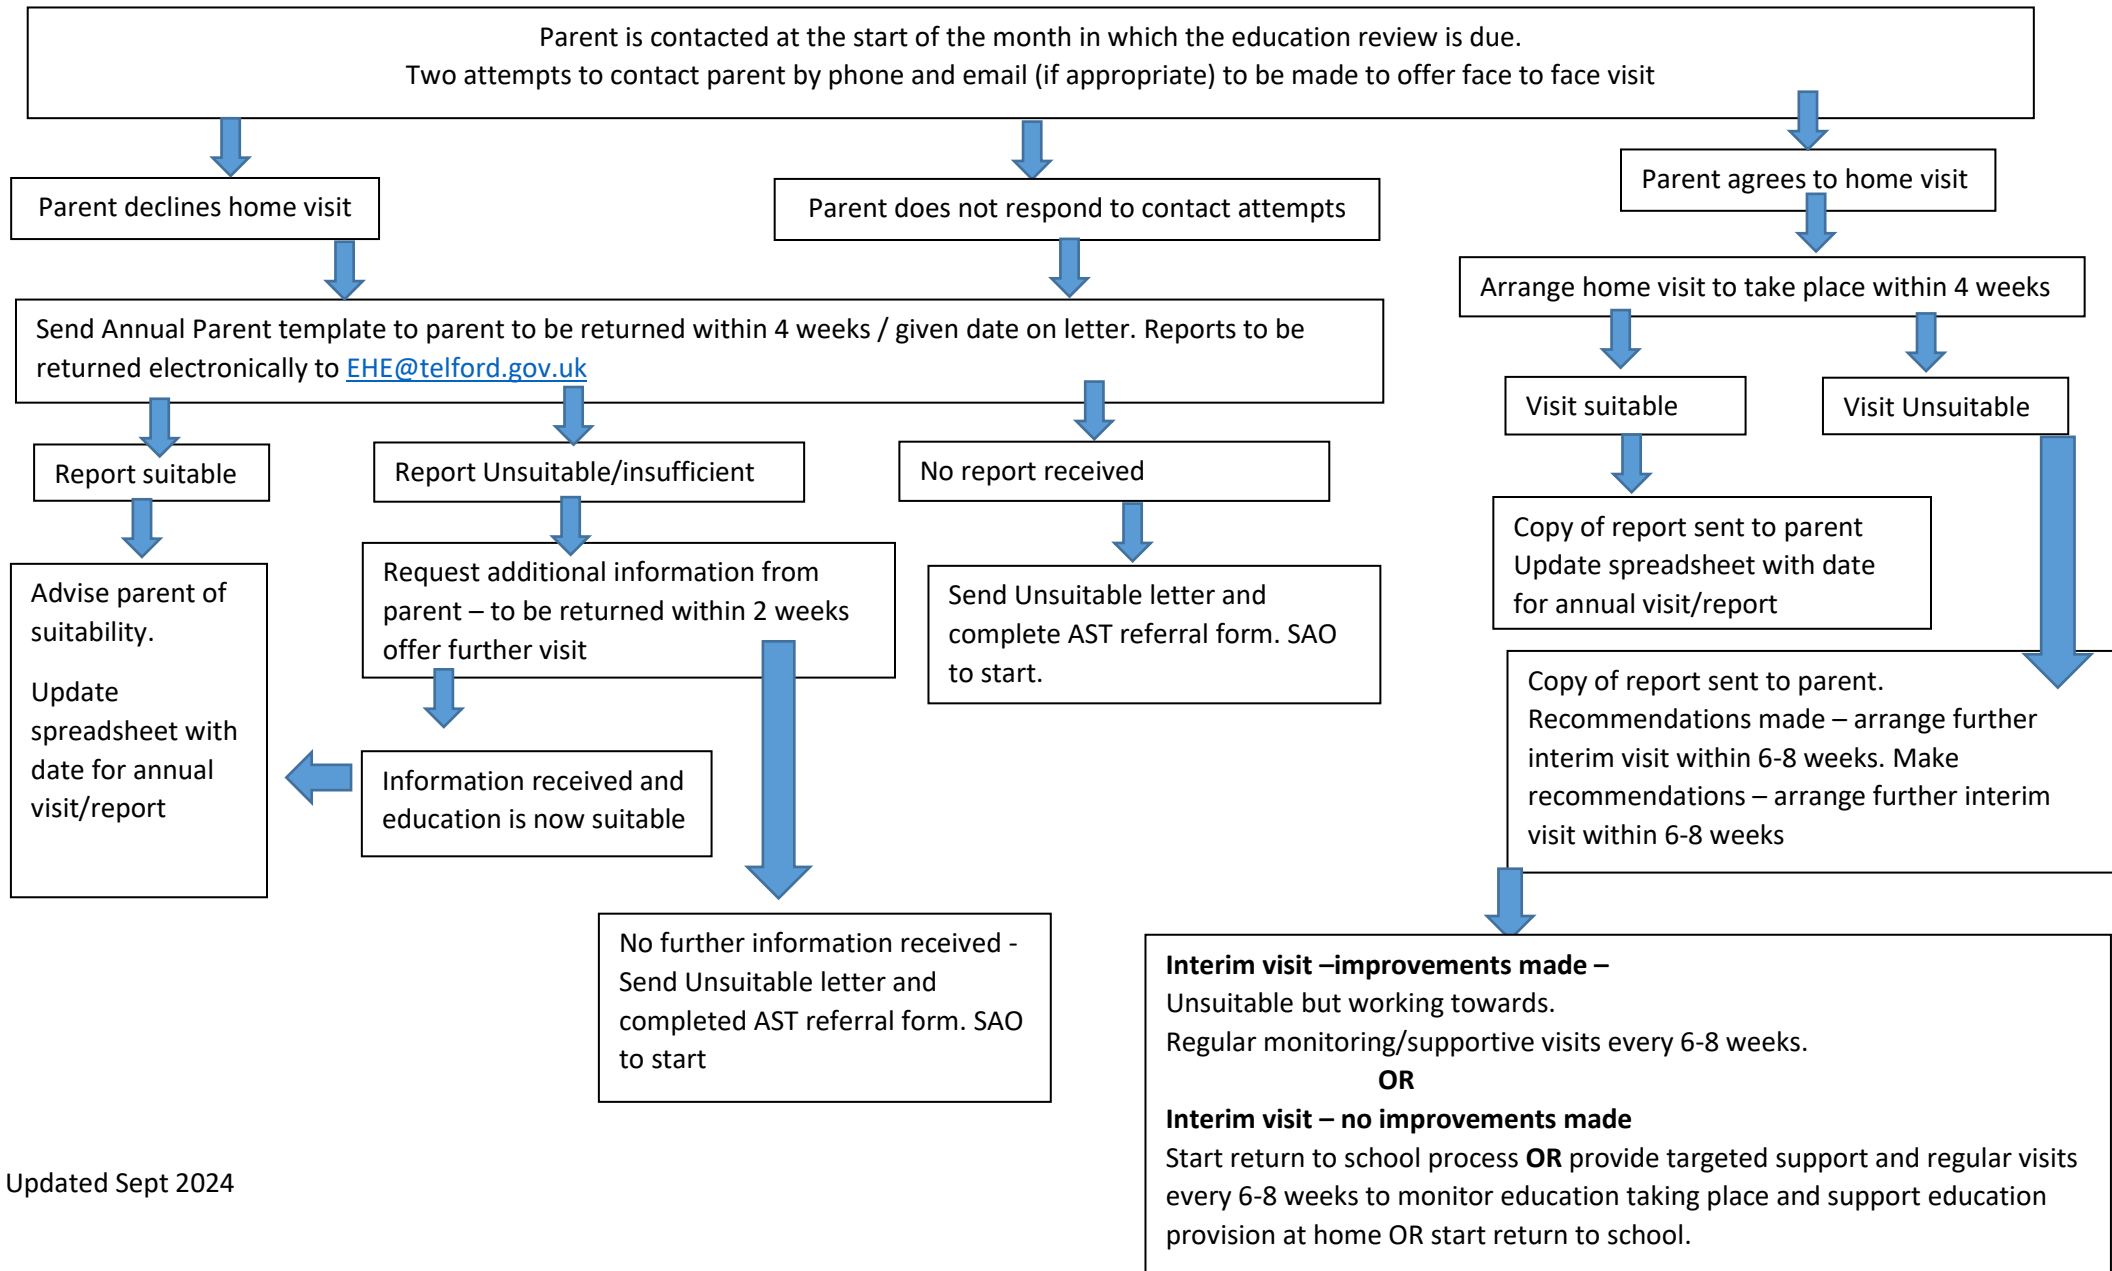 Parent is contacted at the start of the month in which the education review is due.
Two attempts to contact parent by phone and email (if appropriate) to be made to offer face to face visit
Parent declines home visit
Parent does not respond to contact attempts
Parent agrees to home visit
Arrange home visit to take place within 4 weeks
Send Annual Parent template to parent to be returned within 4 weeks / given date on letter. Reports to be
returned electronically to EHE@telford.gov.uk
Visit suitable
Visit Unsuitable
Report suitable
Report Unsuitable/insufficient
No report received
Copy of report sent to parent
Update spreadsheet with date
for annual visit/report
Advise parent of
suitability.
Update
spreadsheet with
date for annual
visit/report
Request additional information from
parent – to be returned within 2 weeks
offer further visit
Send Unsuitable letter and
complete AST referral form. SAO
to start.
Copy of report sent to parent.
Recommendations made – arrange further
interim visit within 6-8 weeks. Make
recommendations – arrange further interim
visit within 6-8 weeks
Information received and
education is now suitable
No further information received -
Send Unsuitable letter and
completed AST referral form. SAO
to start
Interim visit –improvements made –
Unsuitable but working towards.
Regular monitoring/supportive visits every 6-8 weeks.
OR
Interim visit – no improvements made
Start return to school process OR provide targeted support and regular visits
every 6-8 weeks to monitor education taking place and support education
provision at home OR start return to school.
Updated Sept 2024